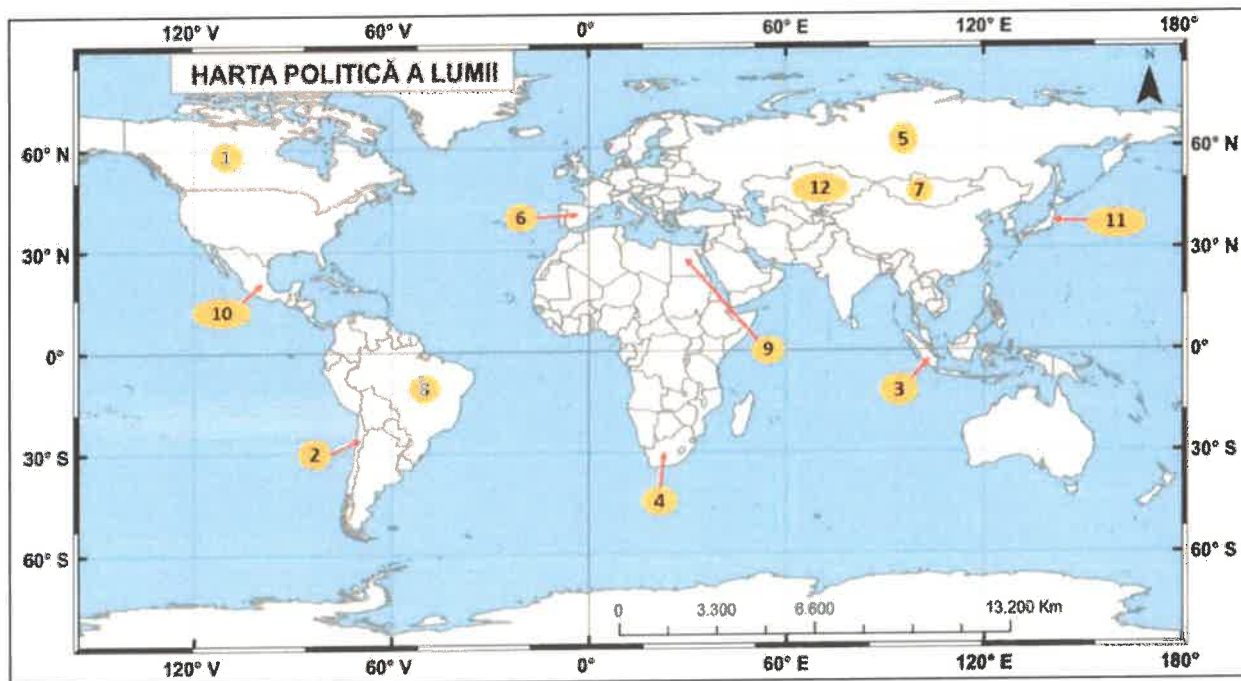 120° V 60° V 0° 60° E 120° E 180°
HARTA POLITICĂ A LUMII
N
5
60° N 1 60° N
12 7
6 11
30° N 30° N
10
9
0° 0°
8 3
2
30° S 30° S
4
60° S 60° S
0 3.300 6.600 13.200 Km
120° V 60° V 0° 60° E 120° E 180°